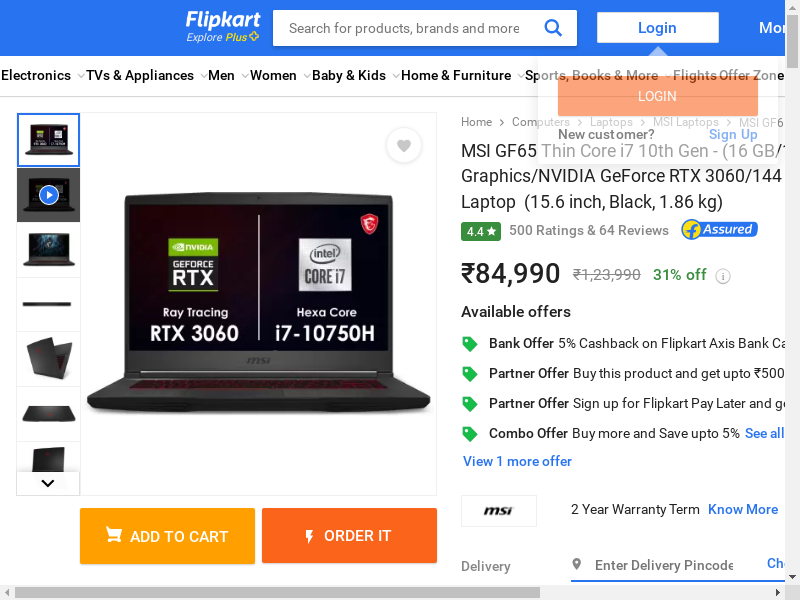 Flipkart
Explore Plus
Search for products, brands and more
Login
Electronics
TVs & Appliances
Men
Women
Baby & Kids
Home & Furniture
Sports, Books & More
Flights
Offer Zone
LOGIN
New customer?
Sign Up
Home
Computers
Laptops
MSI Laptops
MSI GF6
MSI GF65 Thin Core i7 10th Gen - (16 GB/
Graphics/NVIDIA GeForce RTX 3060/144
Laptop (15.6 inch, Black, 1.86 kg)
4.4
500 Ratings & 64 Reviews
Assured
₹84,990
₹1,23,990
31% off
i
Available offers
Bank Offer 5% Cashback on Flipkart Axis Bank
Partner Offer Buy this product and get upto ₹500
Partner Offer Sign up for Flipkart Pay Later and
Combo Offer Buy more and Save upto 5% See all
View 1 more offer
NVIDIA
GEFORCE
RTX
Ray Tracing
RTX 3060
intel
CORE i7
Hexa Core
i7-10750H
msi
ADD TO CART
ORDER IT
msi
2 Year Warranty Term
Know More
Delivery
Enter Delivery Pincode